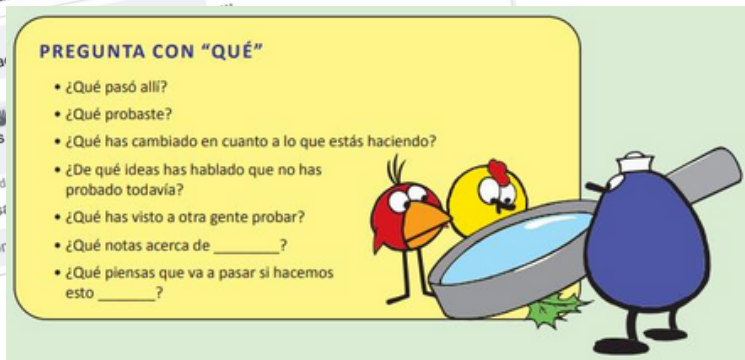 PREGUNTA CON “QUÉ”
• ¿Qué pasó allí?
• ¿Qué probaste?
• ¿Qué has cambiado en cuanto a lo que estás haciendo?
• ¿De qué ideas has hablado que no has
probado todavía?
• ¿Qué has visto a otra gente probar?
• ¿Qué notas acerca de ________?
• ¿Qué piensas que va a pasar si hacemos
esto _______?